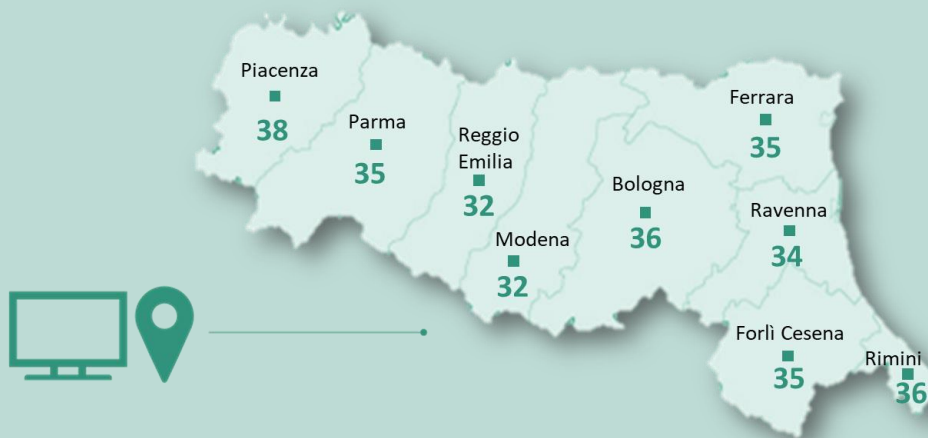 Piacenza
38
Parma
35
Reggio
Emilia
32
Modena
32
Bologna
36
Ferrara
35
Ravenna
34
Forlì Cesena
35
Rimini
36